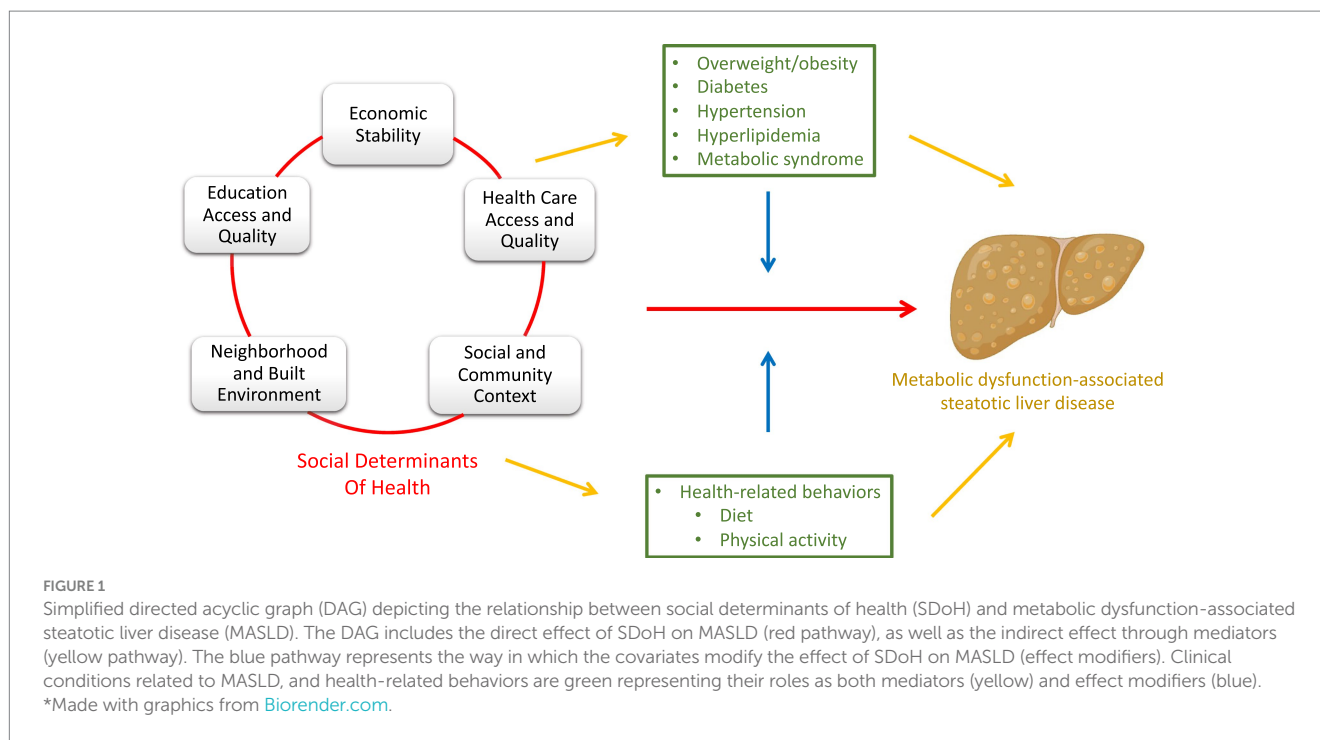 Economic
Stability
Education
Access and
Quality
Health Care
Access and
Quality
Neighborhood
and Built
Environment
Social and
Community
Context
Social Determinants
Of Health
• Overweight/obesity
• Diabetes
• Hypertension
• Hyperlipidemia
• Metabolic syndrome
Metabolic dysfunction-associated
steatotic liver disease
• Health-related behaviors
• Diet
• Physical activity
FIGURE 1
Simplified directed acyclic graph (DAG) depicting the relationship between social determinants of health (SDoH) and metabolic dysfunction-associated
steatotic liver disease (MASLD). The DAG includes the direct effect of SDoH on MASLD (red pathway), as well as the indirect effect through mediators
(yellow pathway). The blue pathway represents the way in which the covariates modify the effect of SDoH on MASLD (effect modifiers). Clinical
conditions related to MASLD, and health-related behaviors are green representing their roles as both mediators (yellow) and effect modifiers (blue).
*Made with graphics from Biorender.com.